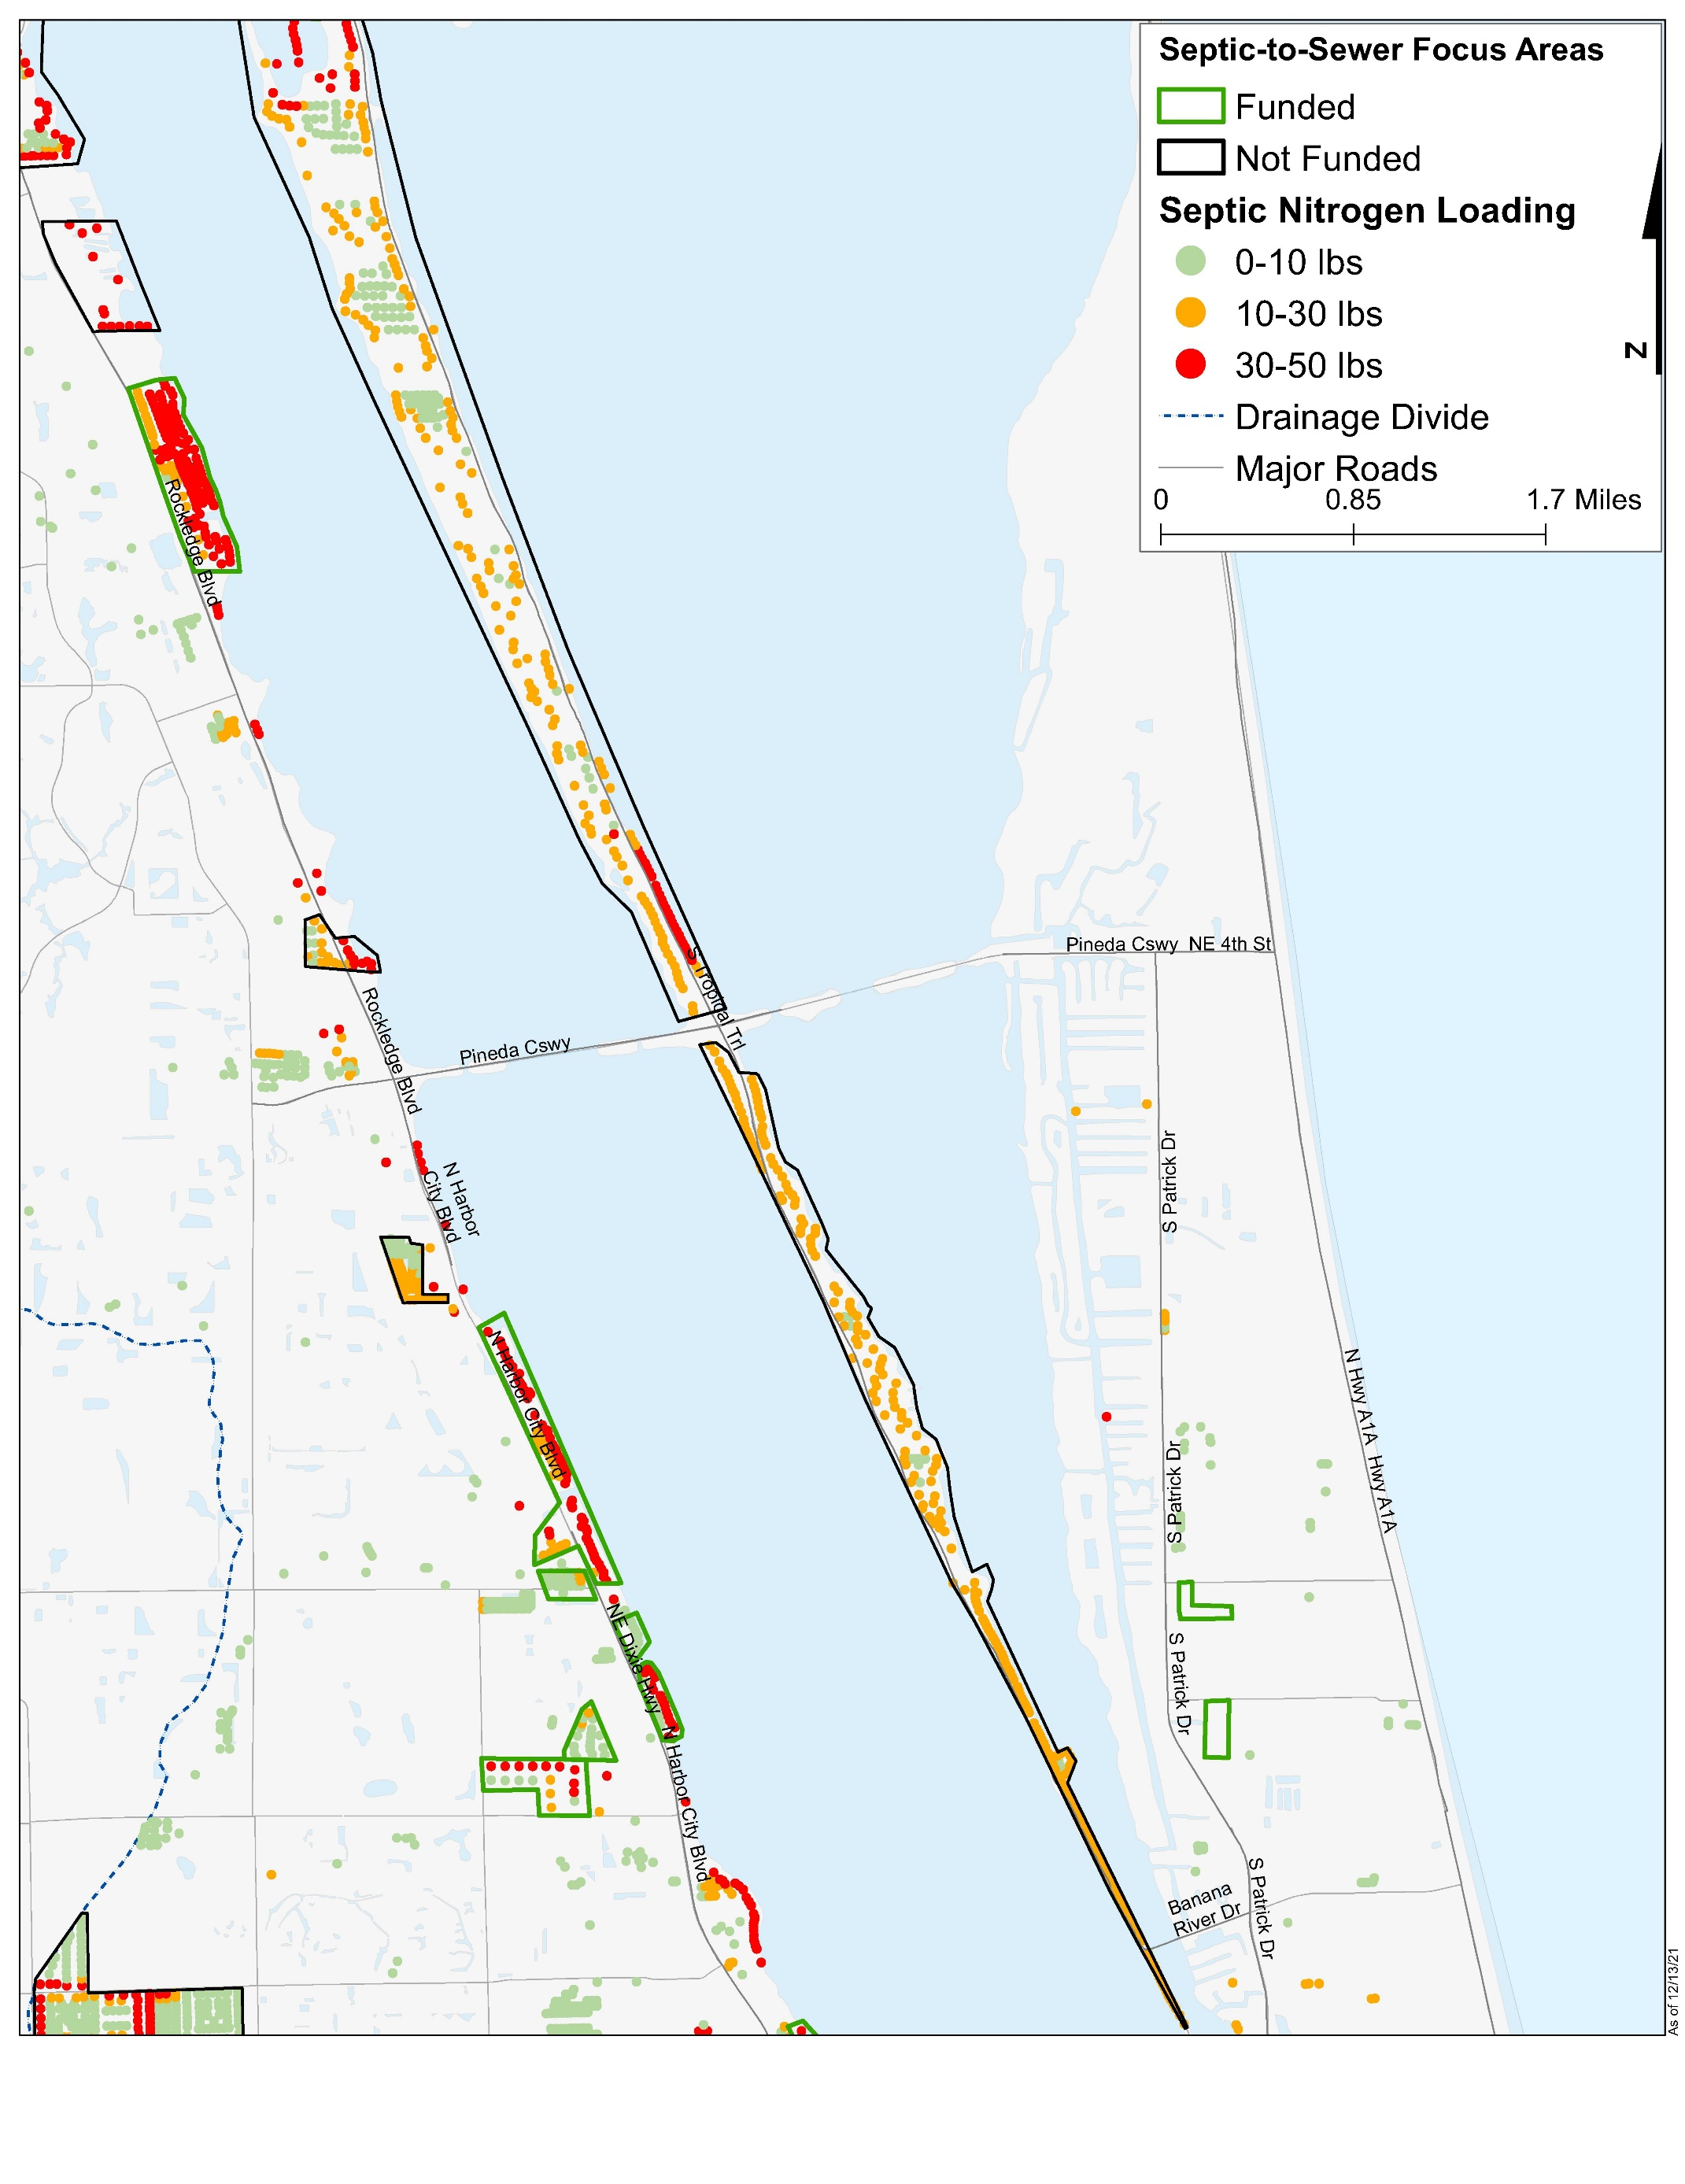 Septic-to-Sewer Focus Areas
Funded
Not Funded
Septic Nitrogen Loading
0-10 lbs
10-30 lbs
30-50 lbs
Drainage Divide
Major Roads
0 0.85 1.7 Miles
N
Rockledge Blvd
S Tropical Trl
Pineda Cswy NE 4th St
Rockledge Blvd
Pineda Cswy
N Harbor
City Blvd
S Patrick Dr
N Harbor City Blvd
N Hwy A1A Hwy A1A
S Patrick Dr
NE Dixie Hwy
S Patrick Dr
N Harbor City Blvd
Banana
River Dr
S Patrick Dr
As of 12/13/21